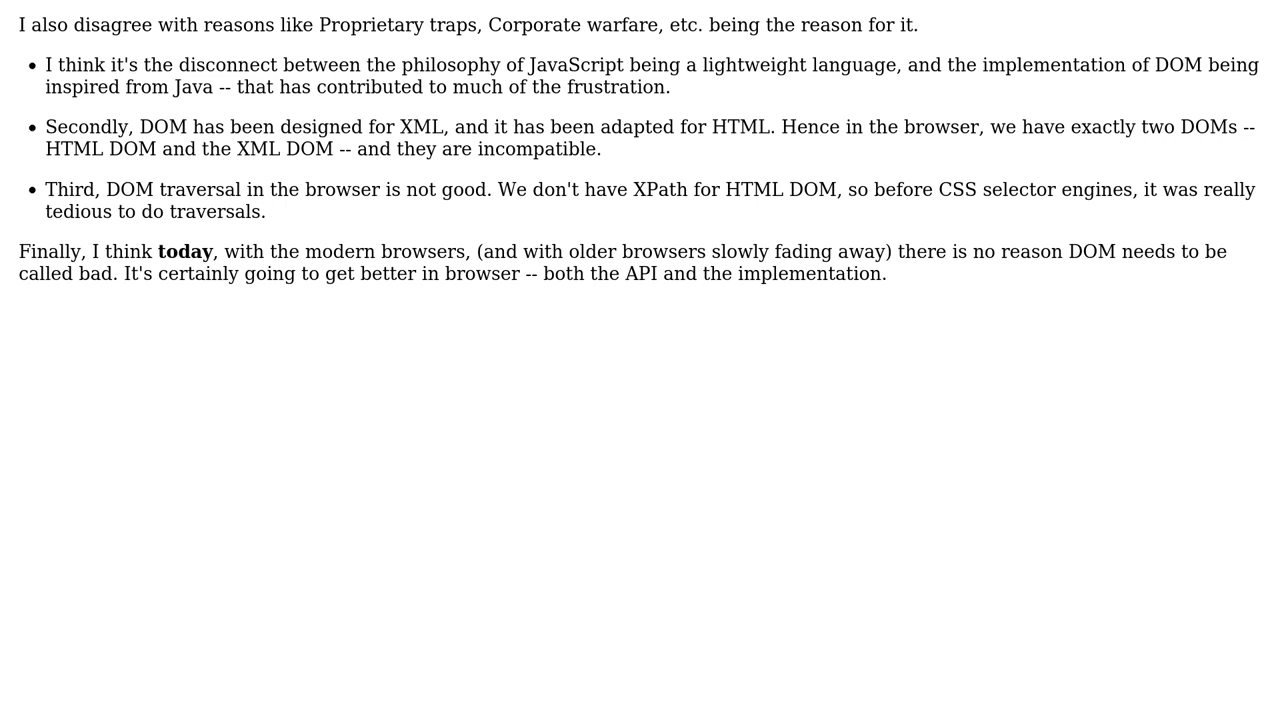 I also disagree with reasons like Proprietary traps, Corporate warfare, etc. being the reason for it.
• I think it's the disconnect between the philosophy of JavaScript being a lightweight language, and the implementation of DOM being
inspired from Java -- that has contributed to much of the frustration.
• Secondly, DOM has been designed for XML, and it has been adapted for HTML. Hence in the browser, we have exactly two DOMs --
HTML DOM and the XML DOM -- and they are incompatible.
• Third, DOM traversal in the browser is not good. We don't have XPath for HTML DOM, so before CSS selector engines, it was really
tedious to do traversals.
Finally, I think today, with the modern browsers, (and with older browsers slowly fading away) there is no reason DOM needs to be
called bad. It's certainly going to get better in browser -- both the API and the implementation.